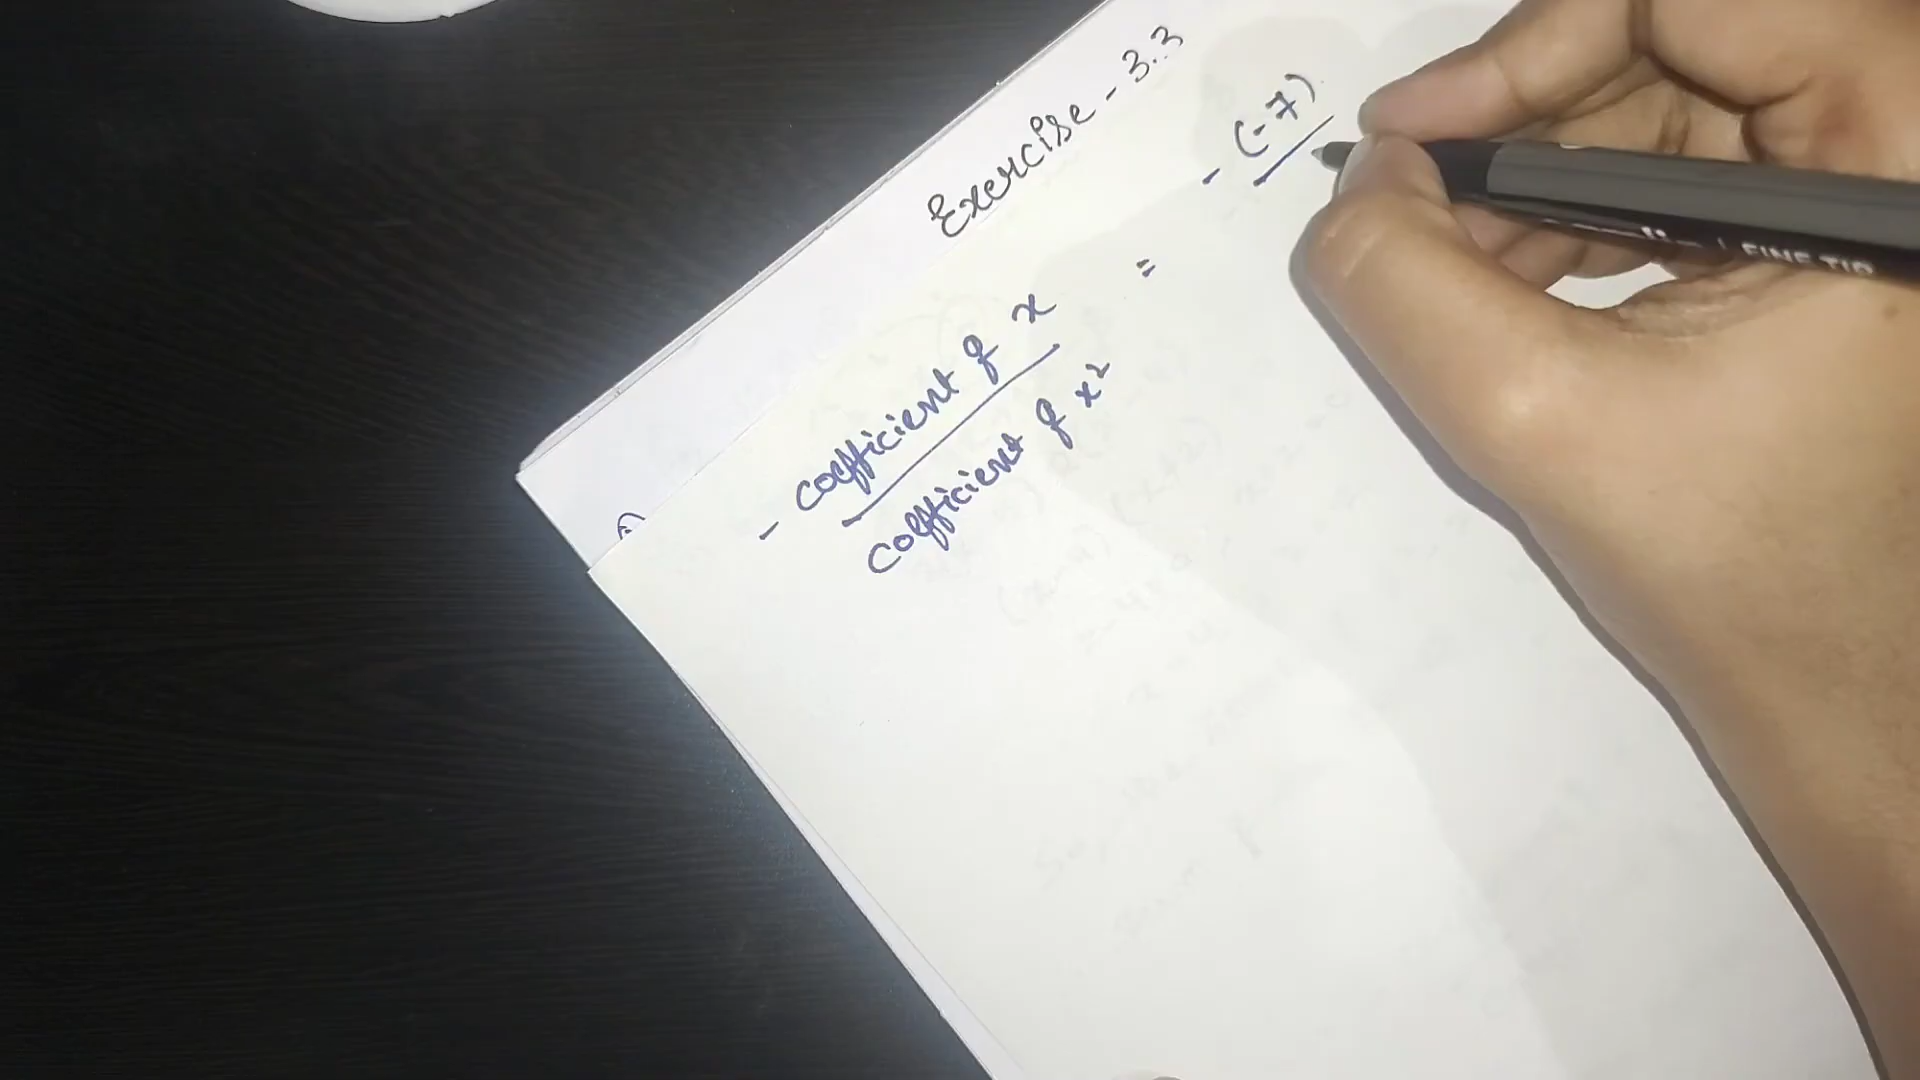 Exercise - 3.3
- coefficient of x = - (-7)
coefficient of x²
FINE TIP